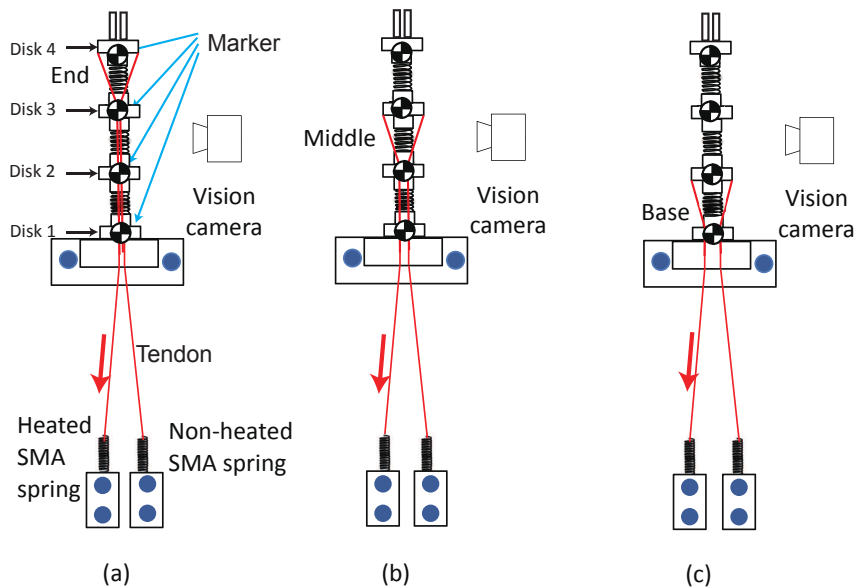 Disk 4
Marker
End
Disk 3
Disk 2
Vision
camera
Disk 1
Tendon
Heated
SMA
spring
Non-heated
SMA spring
(a)
Middle
Vision
camera
(b)
Base
Vision
camera
(c)